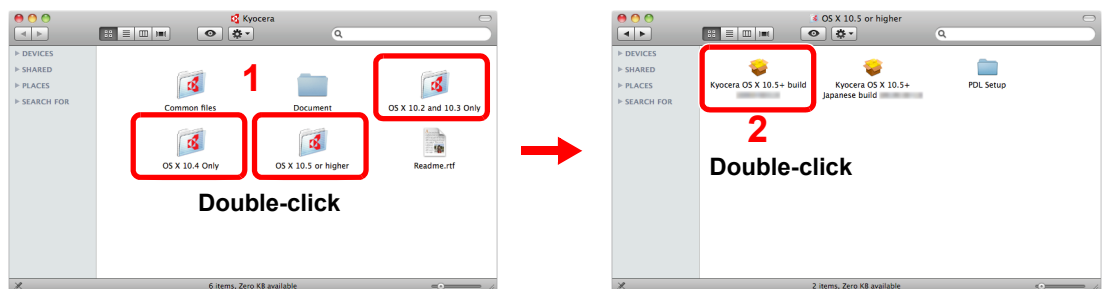 Kyocera
DEVICES
SHARED
PLACES
SEARCH FOR
1
Common files
Document
OS X 10.2 and 10.3 Only
OS X 10.4 Only
OS X 10.5 or higher
Readme.rtf
Double-click
6 items, Zero KB available
OS X 10.5 or higher
DEVICES
SHARED
PLACES
SEARCH FOR
Kyocera OS X 10.5+ build
Kyocera OS X 10.5+
Japanese build
PDL Setup
2
Double-click
2 items, Zero KB available